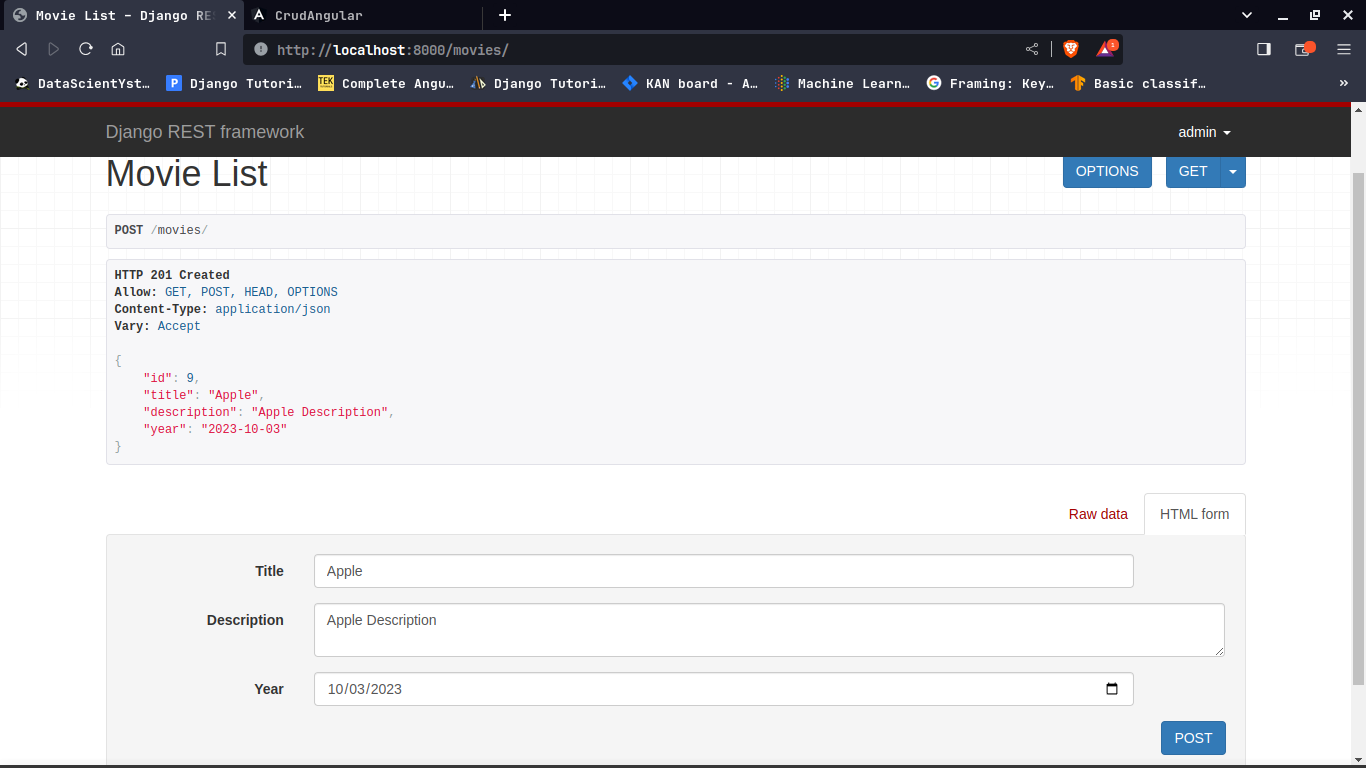 Movie List – Django RE
CrudAngular
http://localhost:8000/movies/
1
DataScientYst…
Django Tutori…
TEK
Complete Angu…
Django Tutori…
KAN board - A…
Machine Learn…
Framing: Key…
Basic classif…
»
Django REST framework
admin
Movie List
OPTIONS
GET
POST /movies/
HTTP 201 Created
Allow: GET, POST, HEAD, OPTIONS
Content-Type: application/json
Vary: Accept
{
"id": 9,
"title": "Apple",
"description": "Apple Description",
"year": "2023-10-03"
}
Raw data
HTML form
Title
Apple
Description
Apple Description
Year
10/03/2023
POST